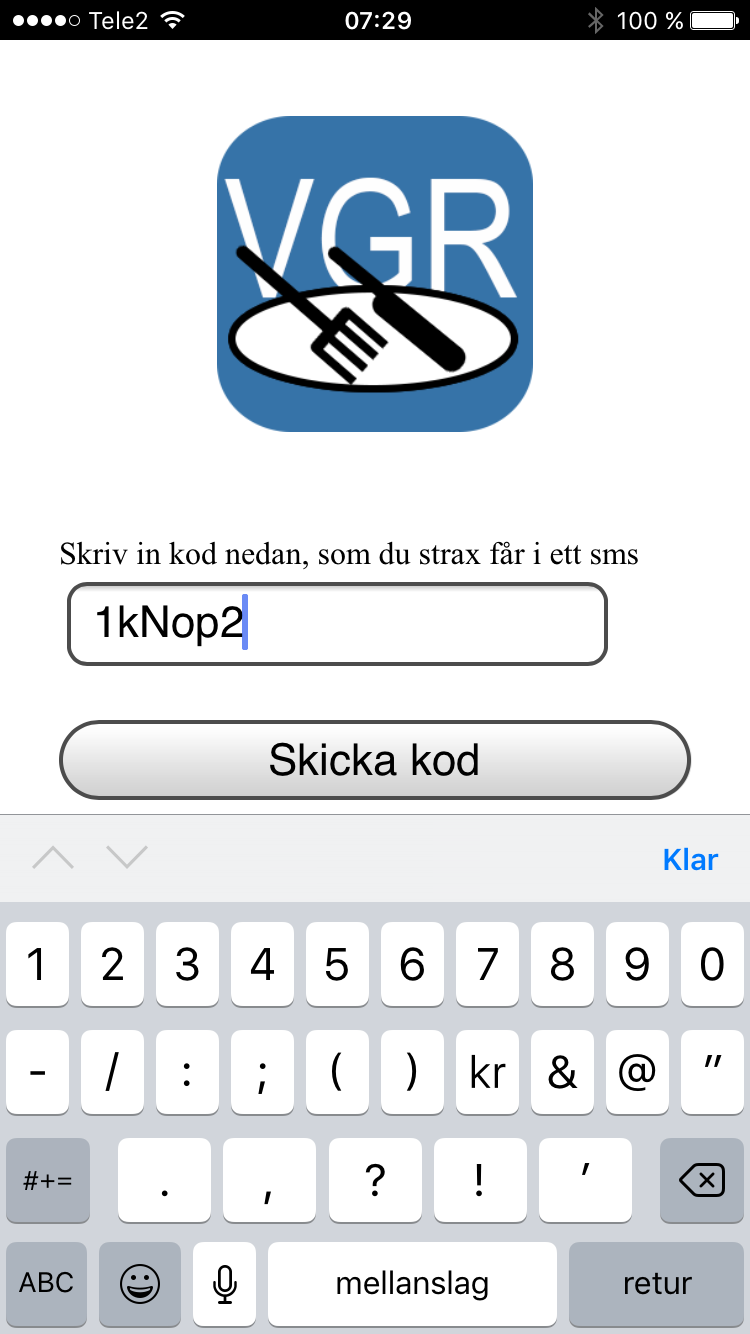 Tele2 07:29 100 %
VGR
Skriv in kod nedan, som du strax får i ett sms
1kNop2
Skicka kod
Klar
1 2 3 4 5 6 7 8 9 0
- / : ; ( ) kr & @ "
#+= . , ? ! '
ABC mellanslag retur